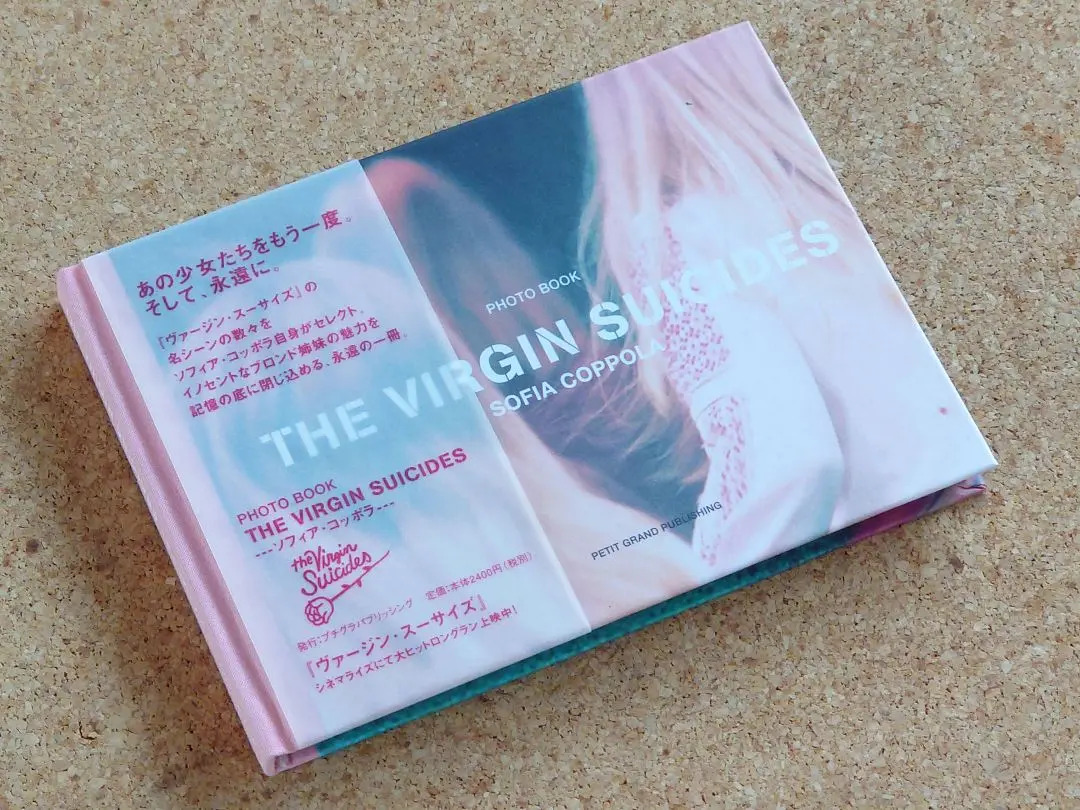 あの少女たちをもう一度。
そして、永遠に。
『ヴァージン・スーサイズ』の
名シーンの数々を
ソフィア・コッポラ自身がセレクト。
イノセントなブロンド姉妹の魅力を
記憶の底に閉じ込める、永遠の一冊。
PHOTO BOOK
THE VIRGIN SUICIDES
SOFIA COPPOLA
PHOTO BOOK
THE VIRGIN SUICIDES
---ソフィア・コッポラ---
the Virgin
Suicides
発行：プチグラパブリッシング 定価：本体2400円（税別）
『ヴァージン・スーサイズ』
シネマライズにて大ヒットロングラン上映中！
PETIT GRAND PUBLISHING